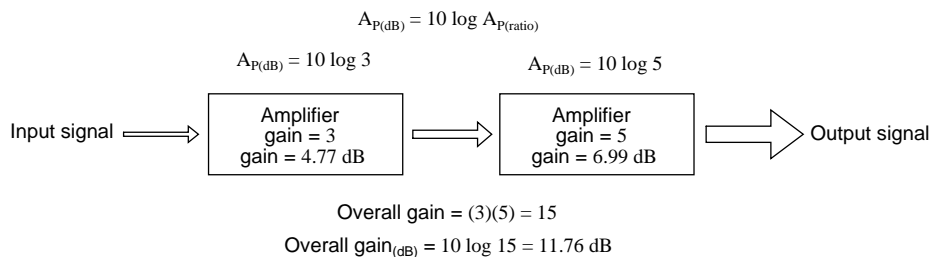 A_P(dB) = 10 log A_P(ratio)
A_P(dB) = 10 log 3
A_P(dB) = 10 log 5
Input signal
Amplifier
gain = 3
gain = 4.77 dB
Amplifier
gain = 5
gain = 6.99 dB
Output signal
Overall gain = (3)(5) = 15
Overall gain_(dB) = 10 log 15 = 11.76 dB